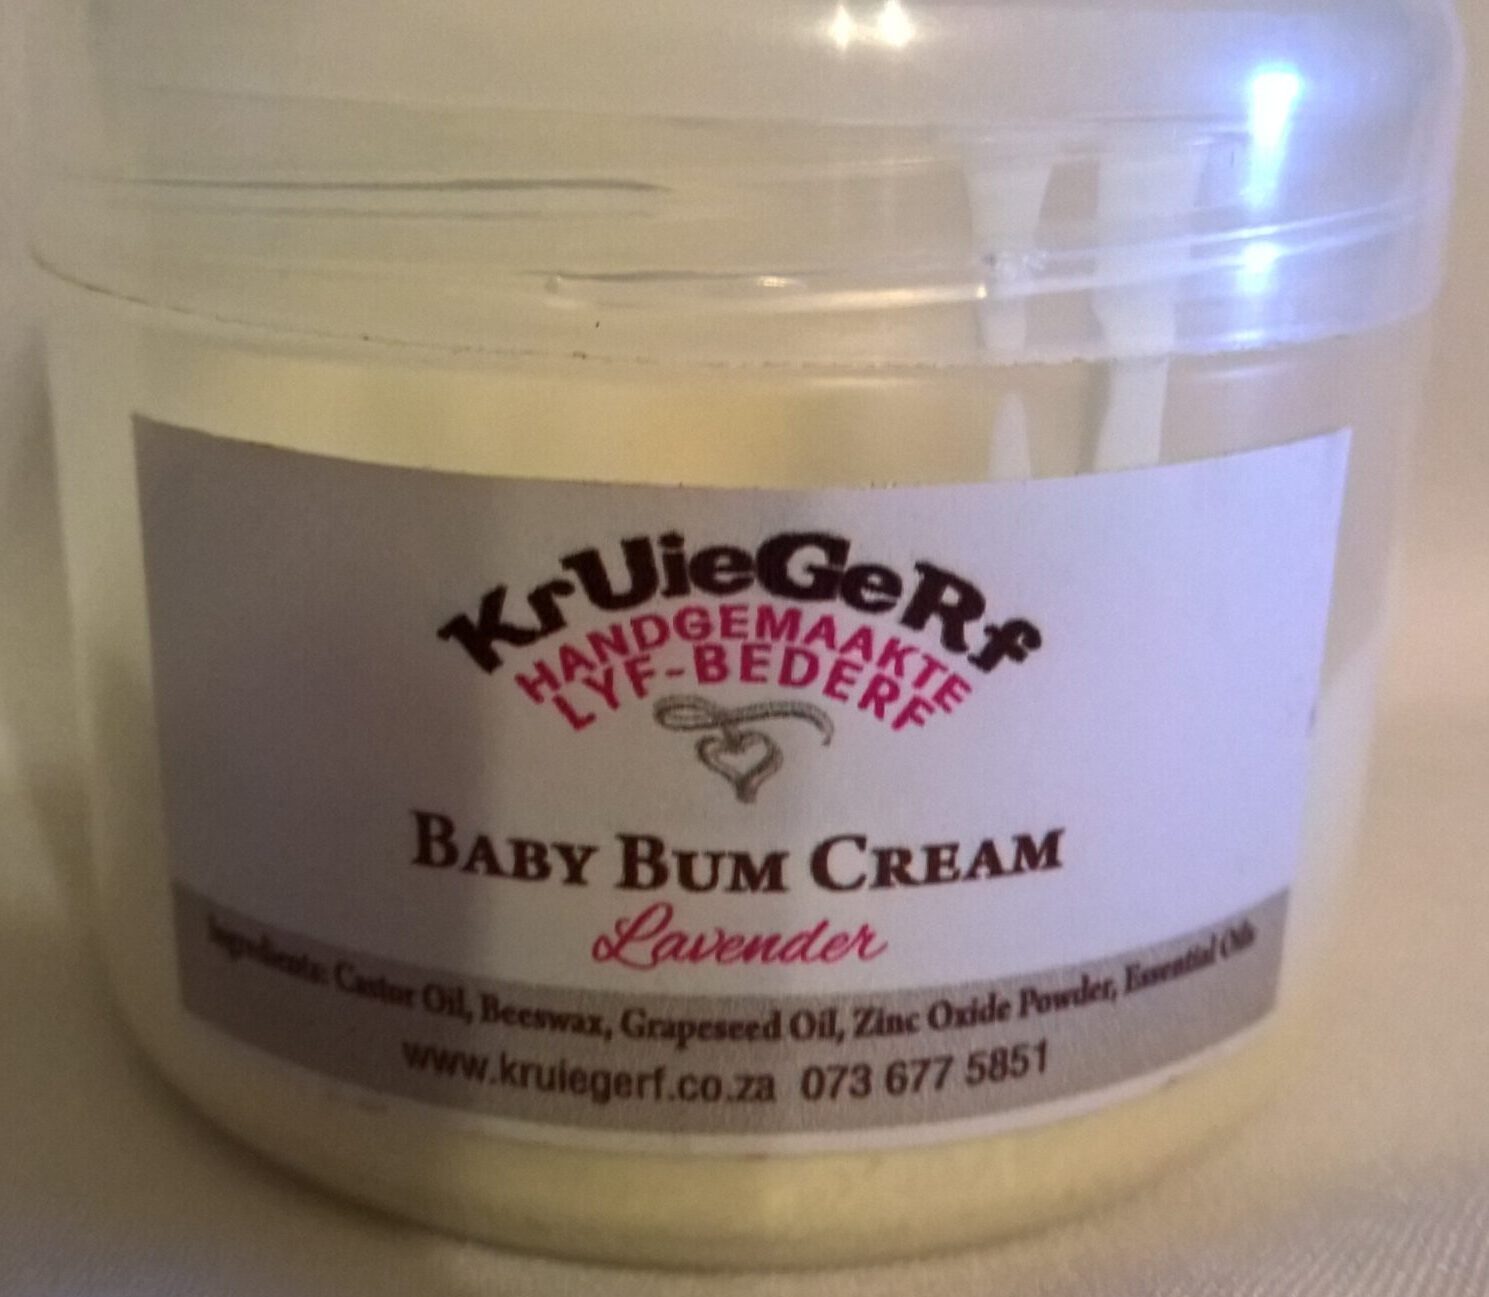 KrUieGeRf
HANDGEMAAKTE
LYF-BEDERF
BABY BUM CREAM
Lavender
Ingredients: Castor Oil, Beeswax, Grapeseed Oil, Zinc Oxide Powder, Essential Oils
www.kruiegerf.co.za 073 677 5851